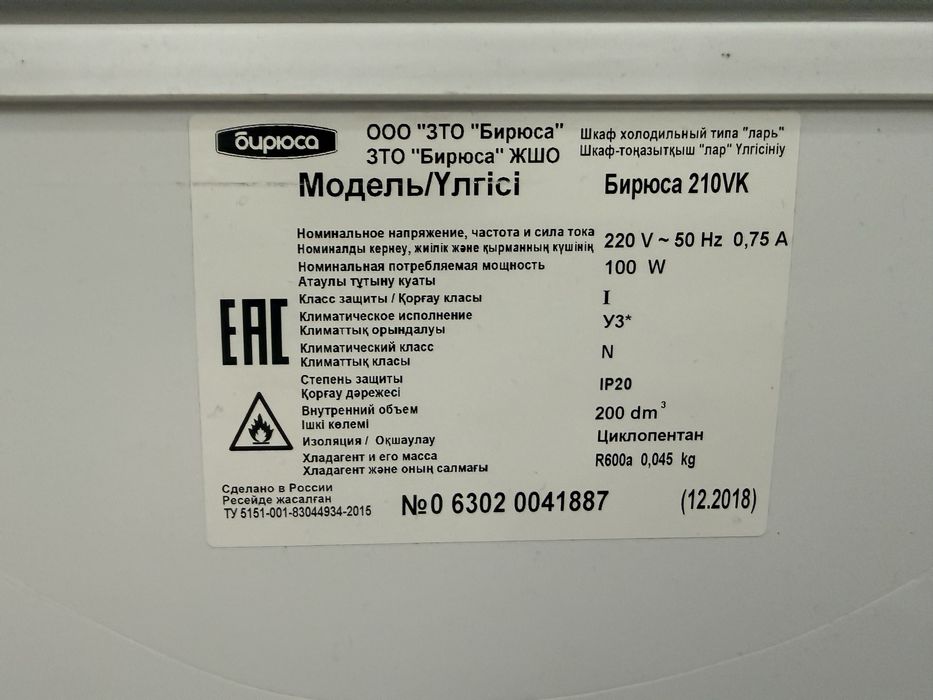 бирюса
ООО "ЗТО "Бирюса"
ЗТО "Бирюса" ЖШО
Шкаф холодильный типа "ларь"
Шкаф-тоңазытқыш "лар" Үлгісініу
Модель/Үлгісі Бирюса 210VK
Номинальное напряжение, частота и сила тока
Номиналды кернеу, жиілік және қырманның күшінің
220 V ~ 50 Hz 0,75 A
Номинальная потребляемая мощность 100 W
Атаулы тұтыну куаты
Класс защиты / Қорғау класы I
Климатическое исполнение
Климаттық орындалуы
У3*
Климатический класс
Климаттық класы
N
Степень защиты
Қорғау дәрежесі
IP20
Внутренний объем
Ішкі көлемі
200 dm³
Изоляция / Оқшаулау Циклопентан
Хладагент и его масса
Хладагент және оның салмағы
R600a 0,045 kg
EAC
Сделано в России
Ресейде жасалған
ТУ 5151-001-83044934-2015
№0 6302 0041887 (12.2018)